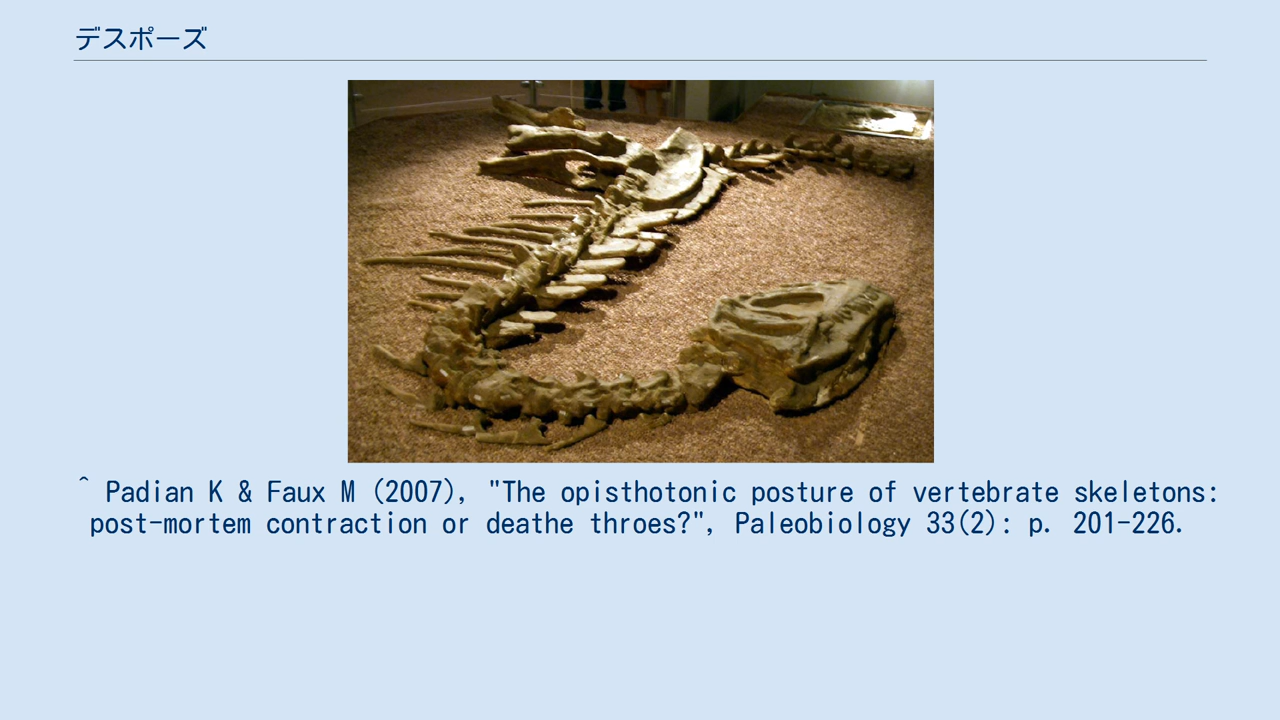 デスポーズ
^ Padian K & Faux M (2007), "The opisthotonic posture of vertebrate skeletons:
post-mortem contraction or deathe throes?", Paleobiology 33(2): p. 201-226.